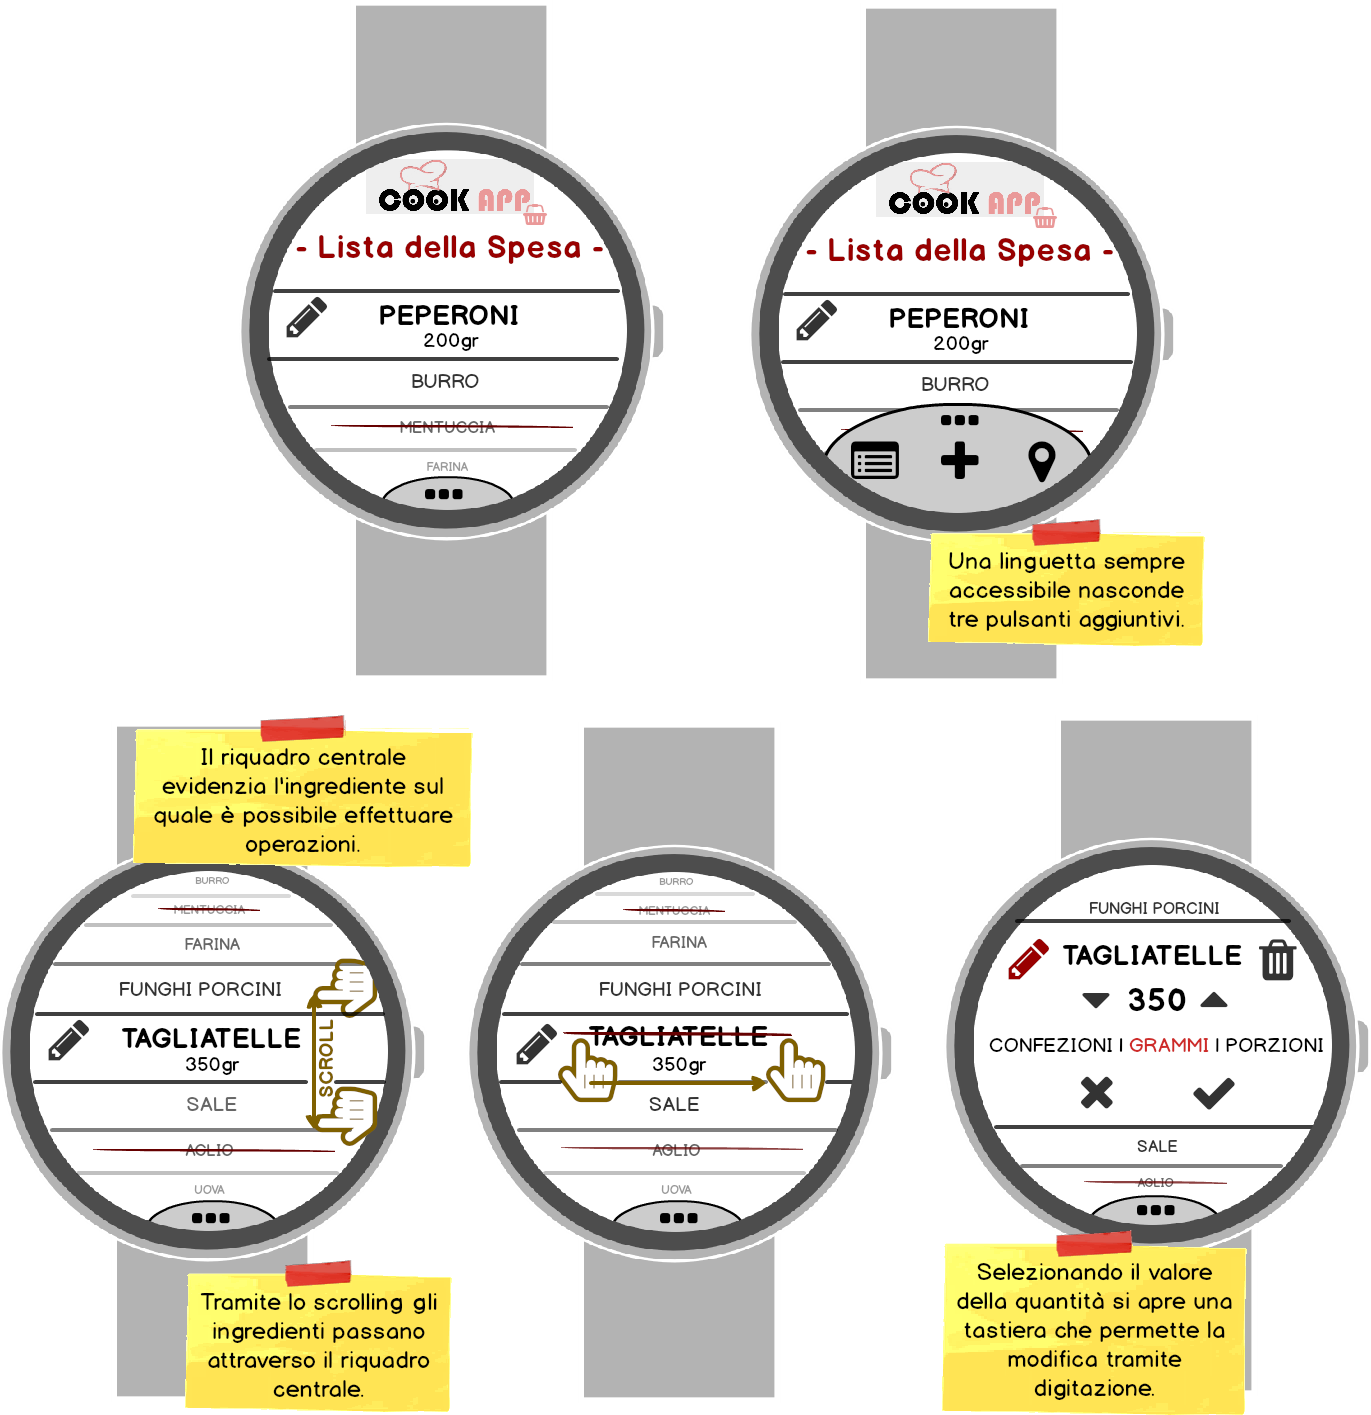 COOK APP
- Lista della Spesa -
PEPERONI
200gr
BURRO
MENTUCCIA
FARINA
COOK APP
- Lista della Spesa -
PEPERONI
200gr
BURRO
Una linguetta sempre
accessibile nasconde
tre pulsanti aggiuntivi.
Il riquadro centrale
evidenzia l'ingrediente sul
quale è possibile effettuare
operazioni.
BURRO
MENTUCCIA
FARINA
FUNGHI PORCINI
TAGLIATELLE
350gr
SALE
AGLIO
UOVA
SCROLL
Tramite lo scrolling gli
ingredienti passano
attraverso il riquadro
centrale.
BURRO
MENTUCCIA
FARINA
FUNGHI PORCINI
TAGLIATELLE
350gr
SALE
AGLIO
UOVA
FUNGHI PORCINI
TAGLIATELLE
350
CONFEZIONI | GRAMMI | PORZIONI
SALE
AGLIO
Selezionando il valore
della quantità si apre una
tastiera che permette la
modifica tramite
digitazione.